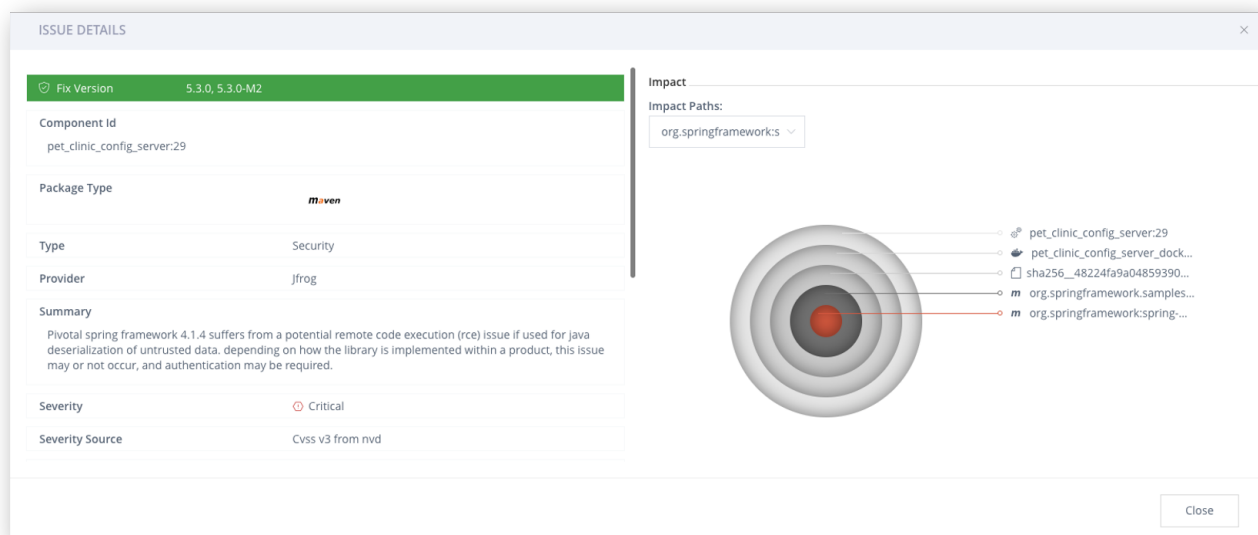 ISSUE DETAILS
Fix Version 5.3.0, 5.3.0-M2
Component Id
pet_clinic_config_server:29
Package Type
maven
Type Security
Provider Jfrog
Summary
Pivotal spring framework 4.1.4 suffers from a potential remote code execution (rce) issue if used for java
deserialization of untrusted data. depending on how the library is implemented within a product, this issue
may or not occur, and authentication may be required.
Severity Critical
Severity Source Cvss v3 from nvd
Impact
Impact Paths:
org.springframework:s
pet_clinic_config_server:29
pet_clinic_config_server_dock...
sha256__48224fa9a04859390...
m org.springframework.samples...
m org.springframework:spring-...
Close